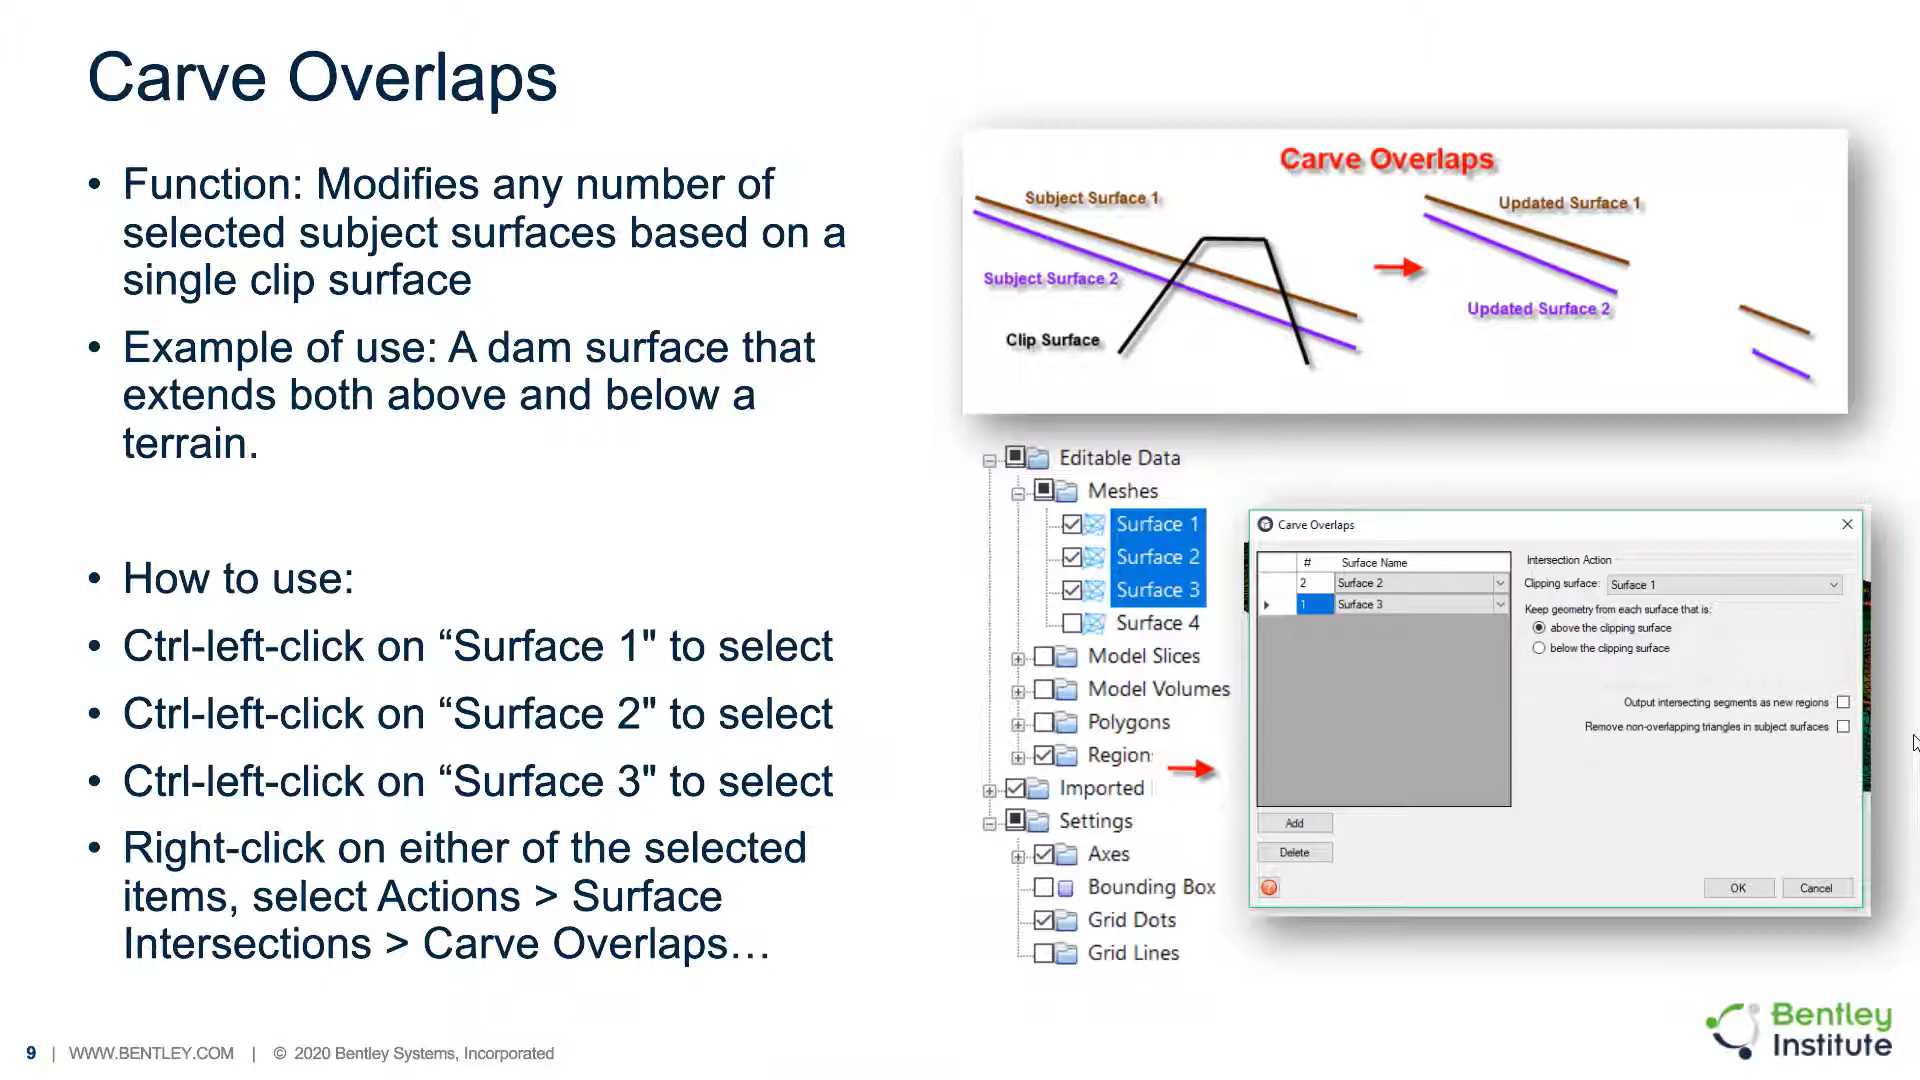 Carve Overlaps
• Function: Modifies any number of
selected subject surfaces based on a
single clip surface
• Example of use: A dam surface that
extends both above and below a
terrain.
• How to use:
• Ctrl-left-click on “Surface 1" to select
• Ctrl-left-click on “Surface 2" to select
• Ctrl-left-click on “Surface 3" to select
• Right-click on either of the selected
items, select Actions > Surface
Intersections > Carve Overlaps…
Carve Overlaps
Subject Surface 1
Updated Surface 1
Subject Surface 2
Updated Surface 2
Clip Surface
Editable Data
Meshes
Surface 1
Surface 2
Surface 3
Surface 4
Model Slices
Model Volumes
Polygons
Region
Imported
Settings
Axes
Bounding Box
Grid Dots
Grid Lines
Carve Overlaps
# Surface Name
2 Surface 2
1 Surface 3
Add
Delete
Intersection Action
Clipping surface: Surface 1
Keep geometry from each surface that is:
above the clipping surface
below the clipping surface
Output intersecting segments as new regions
Remove non-overlapping triangles in subject surfaces
OK Cancel
9 | WWW.BENTLEY.COM | © 2020 Bentley Systems, Incorporated
Bentley
Institute